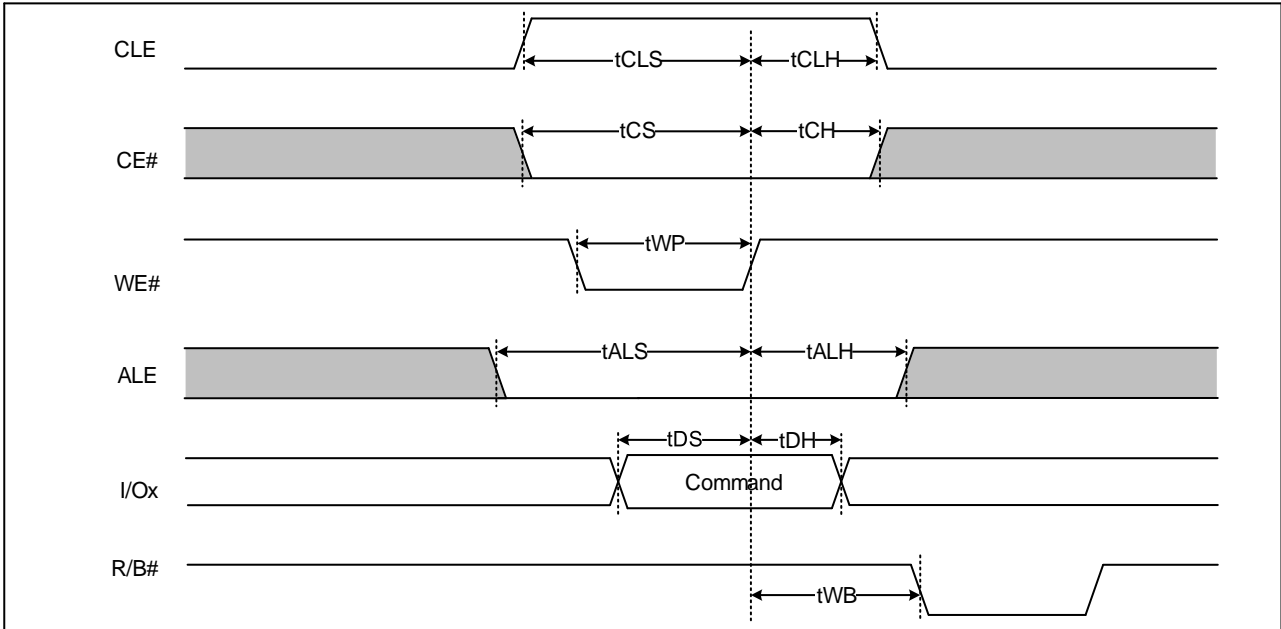 CLE
tCLS
tCLH
CE#
tCS
tCH
WE#
tWP
ALE
tALS
tALH
I/Ox
tDS
tDH
Command
R/B#
tWB